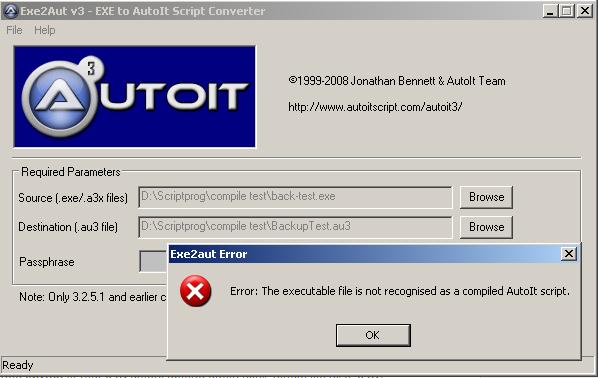 Exe2Aut v3 - EXE to AutoIt Script Converter
File Help
3
AUTOIT
©1999-2008 Jonathan Bennett & AutoIt Team
http://www.autoitscript.com/autoit3/
Required Parameters
Source (.exe/.a3x files) D:\Scriptprog\compile test\back-test.exe Browse
Destination (.au3 file) D:\Scriptprog\compile test\BackupTest.au3 Browse
Passphrase
Exe2aut Error
Error: The executable file is not recognised as a compiled AutoIt script.
Note: Only 3.2.5.1 and earlier c
OK
Ready